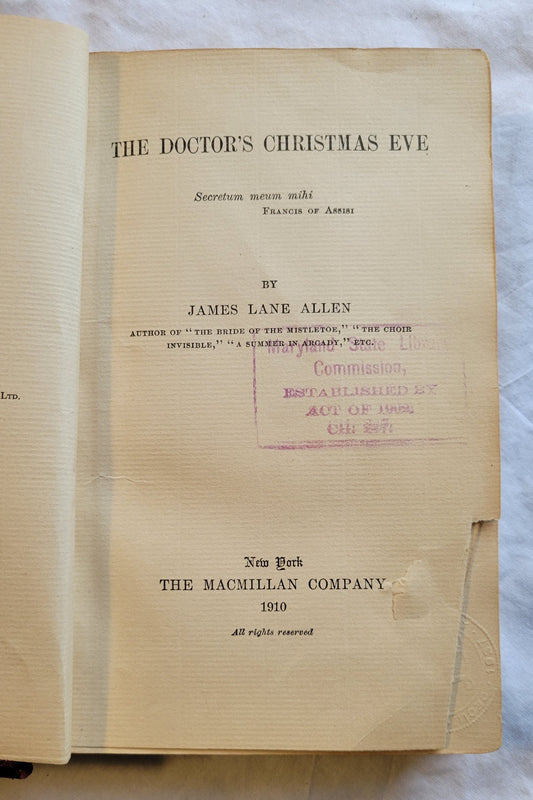 THE DOCTOR'S CHRISTMAS EVE
Secretum meum mihi
FRANCIS OF ASSISI
BY
JAMES LANE ALLEN
AUTHOR OF "THE BRIDE OF THE MISTLETOE," "THE CHOIR
INVISIBLE," "A SUMMER IN ARCADY," ETC.
LTD.
Maryland State
Commission,
ESTABLISHED BY
ACT OF
CH:
New York
THE MACMILLAN COMPANY
1910
All rights reserved